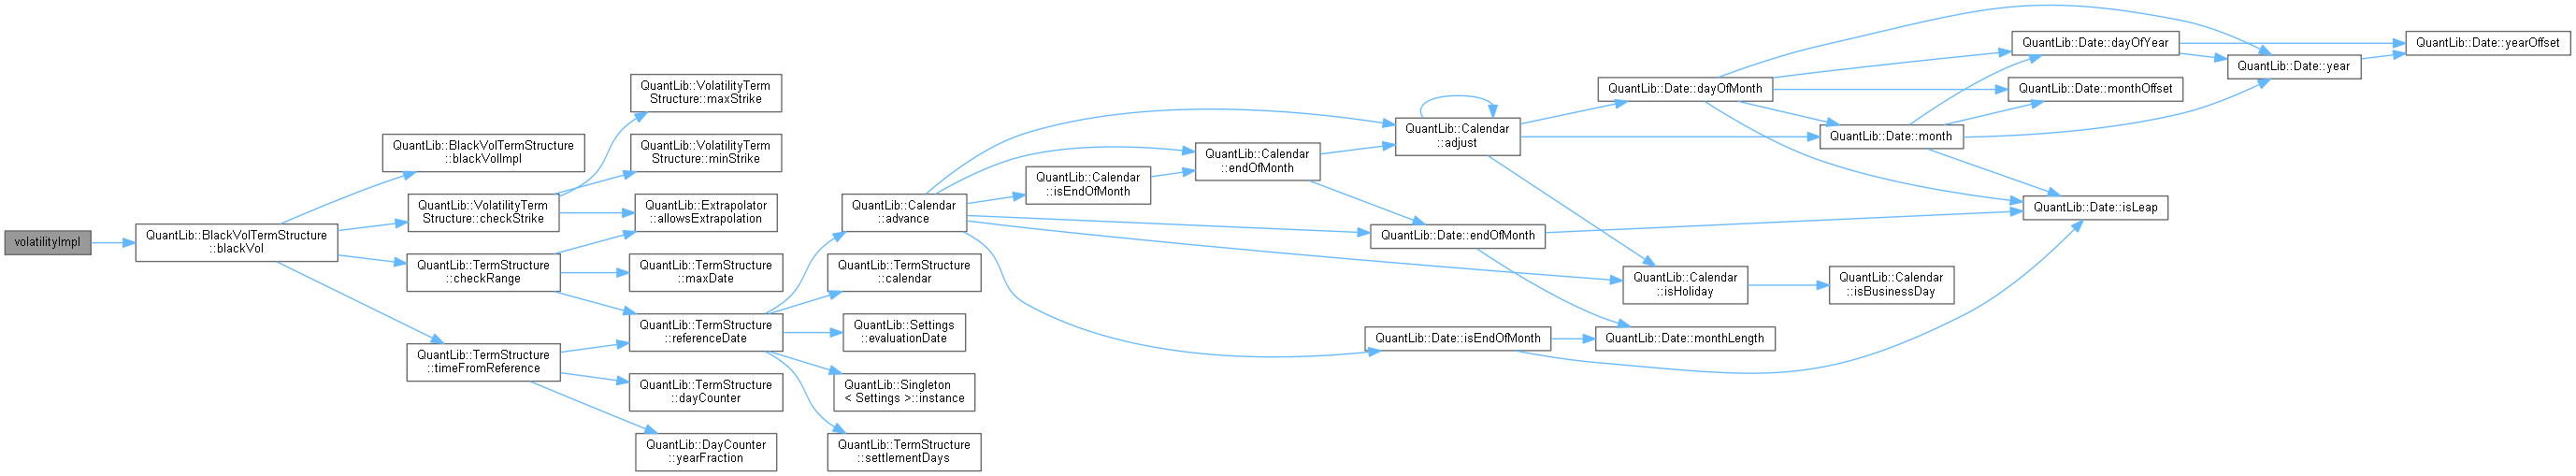 volatilityImpl
QuantLib::BlackVolTermStructure
::blackVol
QuantLib::BlackVolTermStructure
::blackVolImpl
QuantLib::VolatilityTerm
Structure::checkStrike
QuantLib::TermStructure
::checkRange
QuantLib::TermStructure
::timeFromReference
QuantLib::VolatilityTerm
Structure::maxStrike
QuantLib::VolatilityTerm
Structure::minStrike
QuantLib::Extrapolator
::allowsExtrapolation
QuantLib::TermStructure
::maxDate
QuantLib::TermStructure
::referenceDate
QuantLib::TermStructure
::dayCounter
QuantLib::DayCounter
::yearFraction
QuantLib::Calendar
::advance
QuantLib::TermStructure
::calendar
QuantLib::Settings
::evaluationDate
QuantLib::Singleton
< Settings >::instance
QuantLib::TermStructure
::settlementDays
QuantLib::Calendar
::isEndOfMonth
QuantLib::Calendar
::endOfMonth
QuantLib::Calendar
::adjust
QuantLib::Date::endOfMonth
QuantLib::Date::isEndOfMonth
QuantLib::Date::dayOfMonth
QuantLib::Calendar
::isHoliday
QuantLib::Date::monthLength
QuantLib::Date::month
QuantLib::Calendar
::isBusinessDay
QuantLib::Date::dayOfYear
QuantLib::Date::monthOffset
QuantLib::Date::isLeap
QuantLib::Date::year
QuantLib::Date::yearOffset